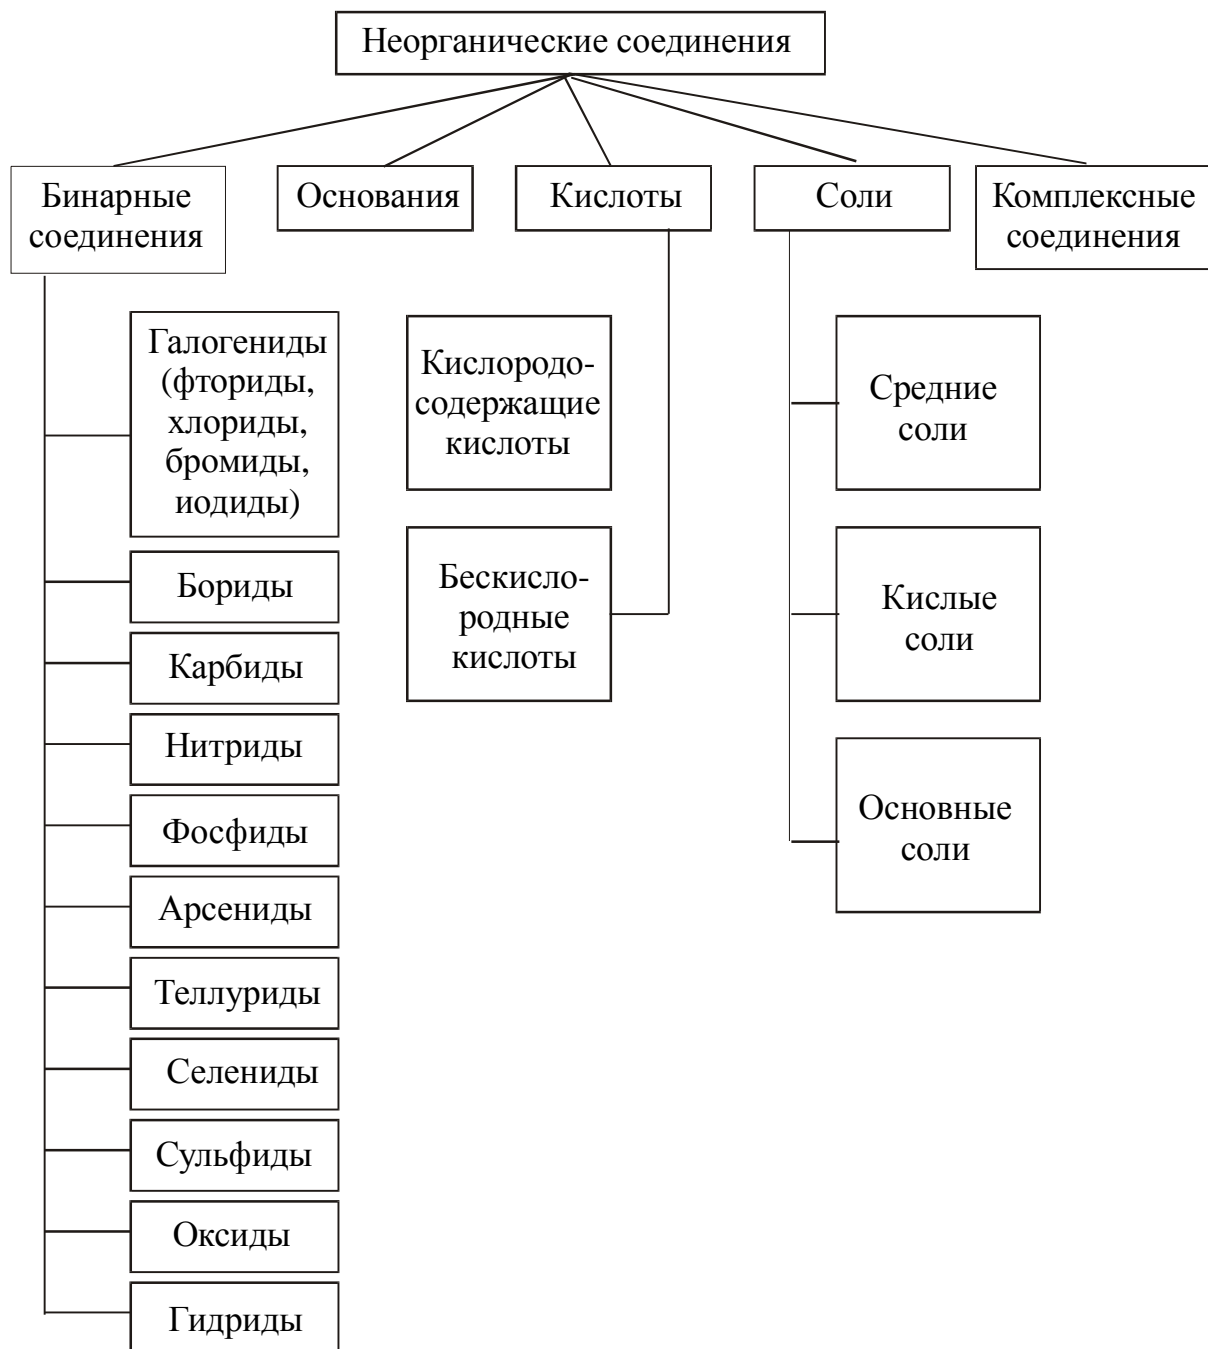 Неорганические соединения
Бинарные
соединения
Основания
Кислоты
Соли
Комплексные
соединения
Галогениды
(фториды,
хлориды,
бромиды,
иодиды)
Бориды
Карбиды
Нитриды
Фосфиды
Арсениды
Теллуриды
Селениды
Сульфиды
Оксиды
Гидриды
Кислородо-
содержащие
кислоты
Бескисло-
родные
кислоты
Средние
соли
Кислые
соли
Основные
соли